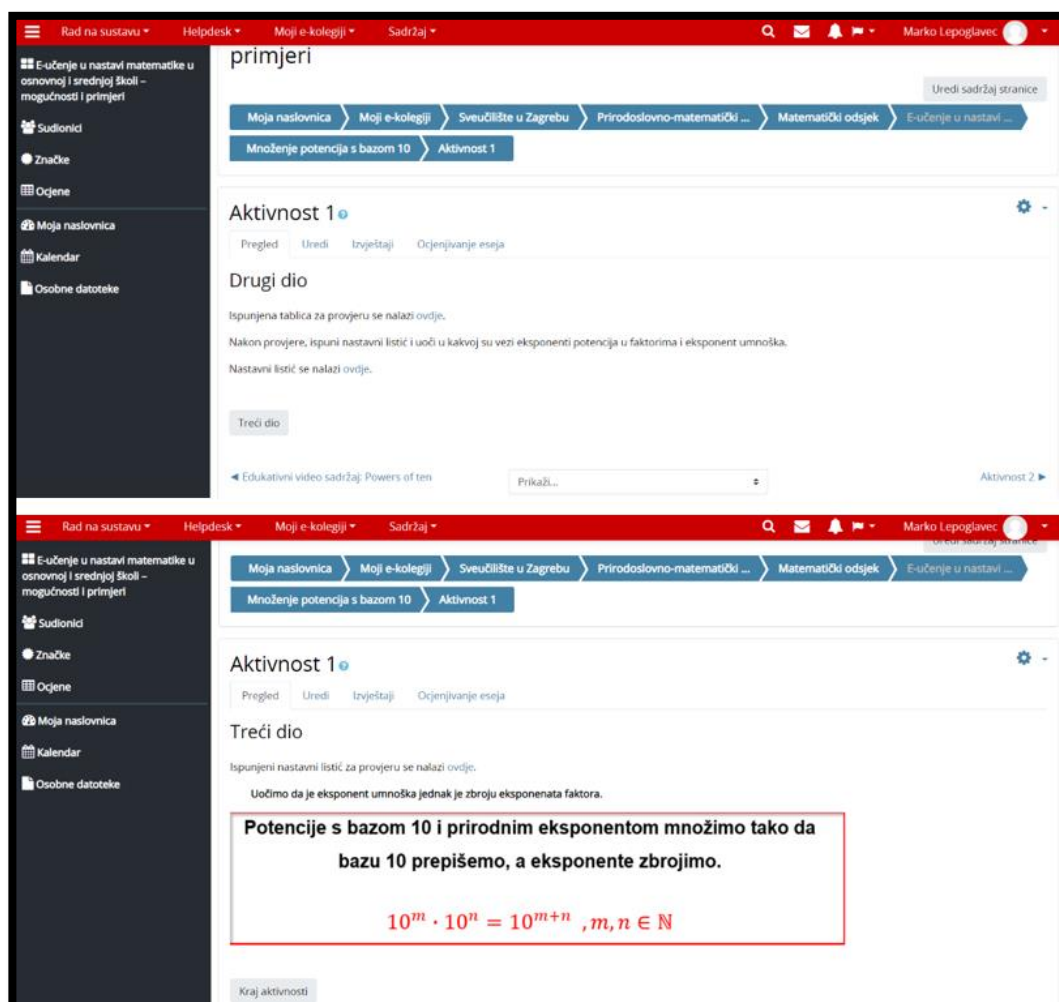 Rad na sustavu Helpdesk Moji e-kolegiji Sadržaj Marko Lepoglavec
E-učenje u nastavi matematike u
osnovnoj i srednjoj školi –
mogućnosti i primjeri
Sudionici
Značke
Ocjene
Moja naslovnica
Kalendar
Osobne datoteke
primjeri
Uredi sadržaj stranice
Moja naslovnica Moji e-kolegiji Sveučilište u Zagrebu Prirodoslovno-matematički ... Matematički odsjek E-učenje u nastavi ...
Množenje potencija s bazom 10 Aktivnost 1
Aktivnost 1
Pregled Uredi Izvještaji Ocjenjivanje eseja
Drugi dio
Ispunjena tablica za provjeru se nalazi ovdje.
Nakon provjere, ispuni nastavni listić i uoči u kakvoj su vezi eksponenti potencija u faktorima i eksponent umnoška.
Nastavni listić se nalazi ovdje.
Treći dio
◄ Edukativni video sadržaj: Powers of ten Prikaži... Aktivnost 2 ►
Rad na sustavu Helpdesk Moji e-kolegiji Sadržaj Marko Lepoglavec
E-učenje u nastavi matematike u
osnovnoj i srednjoj školi –
mogućnosti i primjeri
Sudionici
Značke
Ocjene
Moja naslovnica
Kalendar
Osobne datoteke
Uredi sadržaj stranice
Moja naslovnica Moji e-kolegiji Sveučilište u Zagrebu Prirodoslovno-matematički ... Matematički odsjek E-učenje u nastavi ...
Množenje potencija s bazom 10 Aktivnost 1
Aktivnost 1
Pregled Uredi Izvještaji Ocjenjivanje eseja
Treći dio
Ispunjeni nastavni listić za provjeru se nalazi ovdje.
Uočimo da je eksponent umnoška jednak je zbroju eksponenata faktora.
Potencije s bazom 10 i prirodnim eksponentom množimo tako da
bazu 10 prepišemo, a eksponente zbrojimo.
10^m · 10^n = 10^{m+n} , m, n ∈ ℕ
Kraj aktivnosti